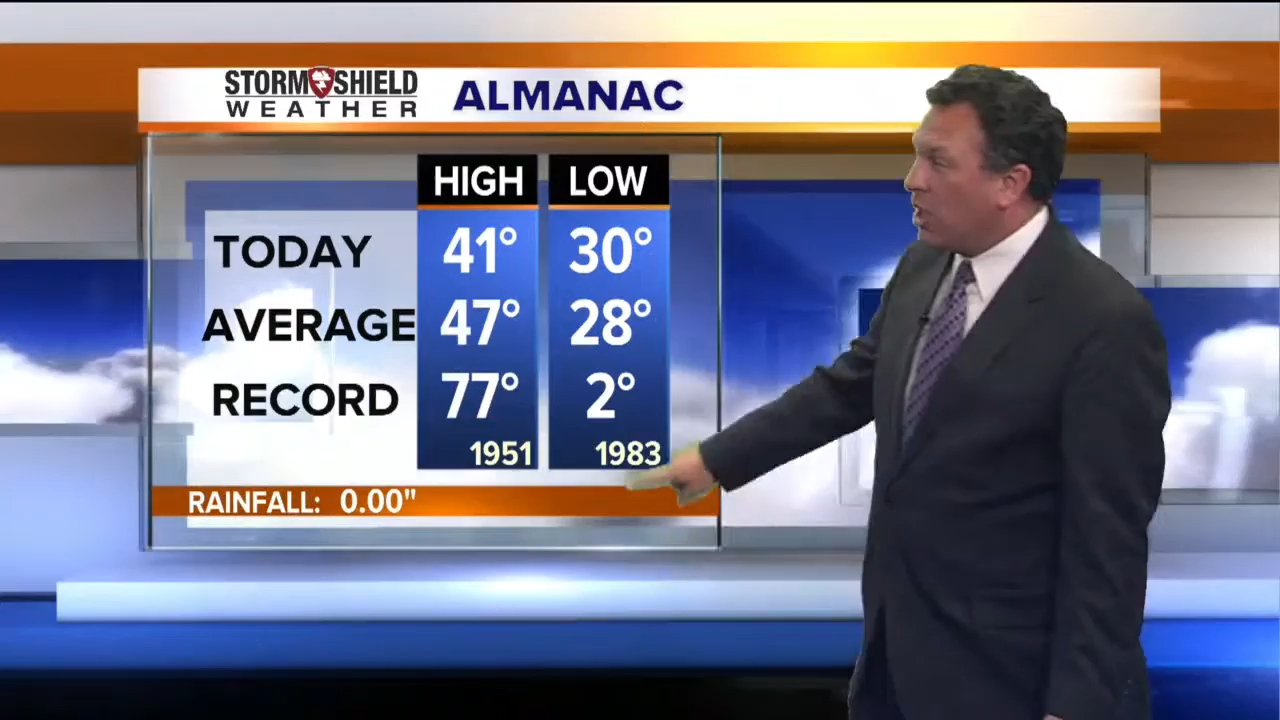 STORM SHIELD
WEATHER
ALMANAC
HIGH LOW
TODAY 41° 30°
AVERAGE 47° 28°
RECORD 77° 2°
1951 1983
RAINFALL: 0.00"